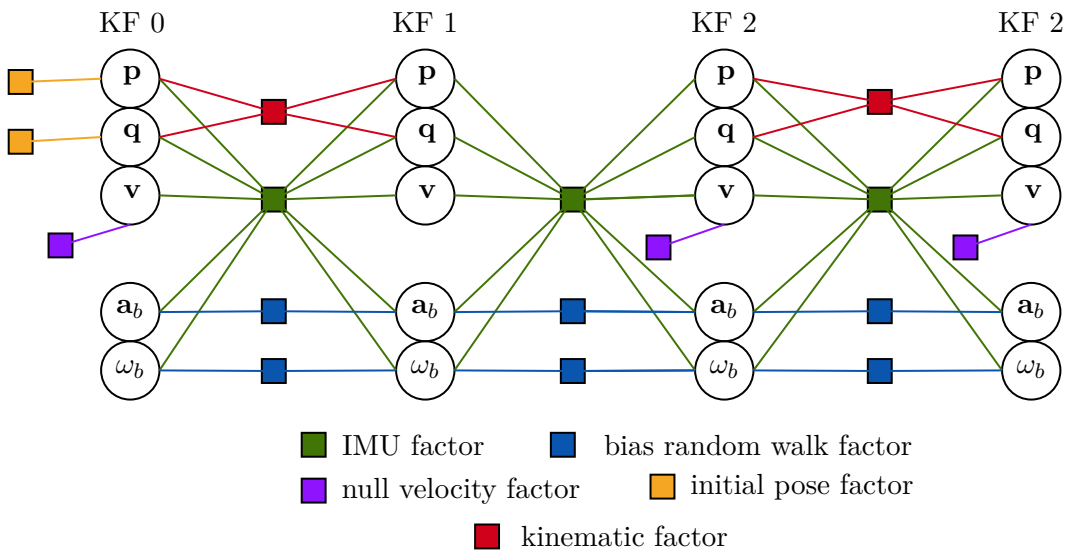 KF 0 KF 1 KF 2 KF 2
p p p p
q q q q
v v v v
a_b a_b a_b a_b
ω_b ω_b ω_b ω_b
IMU factor bias random walk factor
null velocity factor initial pose factor
kinematic factor